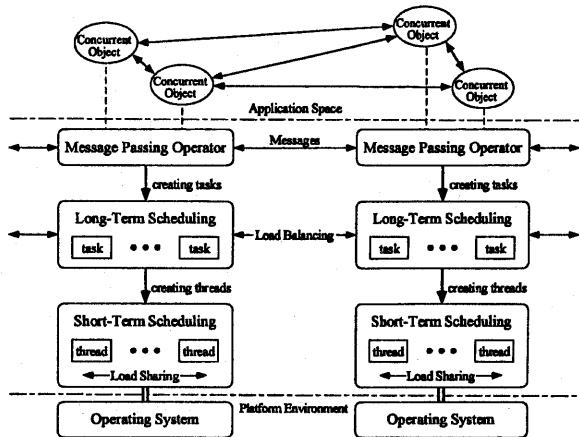 Concurrent
Object
Concurrent
Object
Concurrent
Object
Concurrent
Object
Application Space
Message Passing Operator
Messages
Message Passing Operator
creating tasks
creating tasks
Long-Term Scheduling
Long-Term Scheduling
task ••• task
Load Balancing
task ••• task
creating threads
creating threads
Short-Term Scheduling
Short-Term Scheduling
thread ••• thread
thread ••• thread
Load Sharing
Load Sharing
Platform Environment
Operating System
Operating System